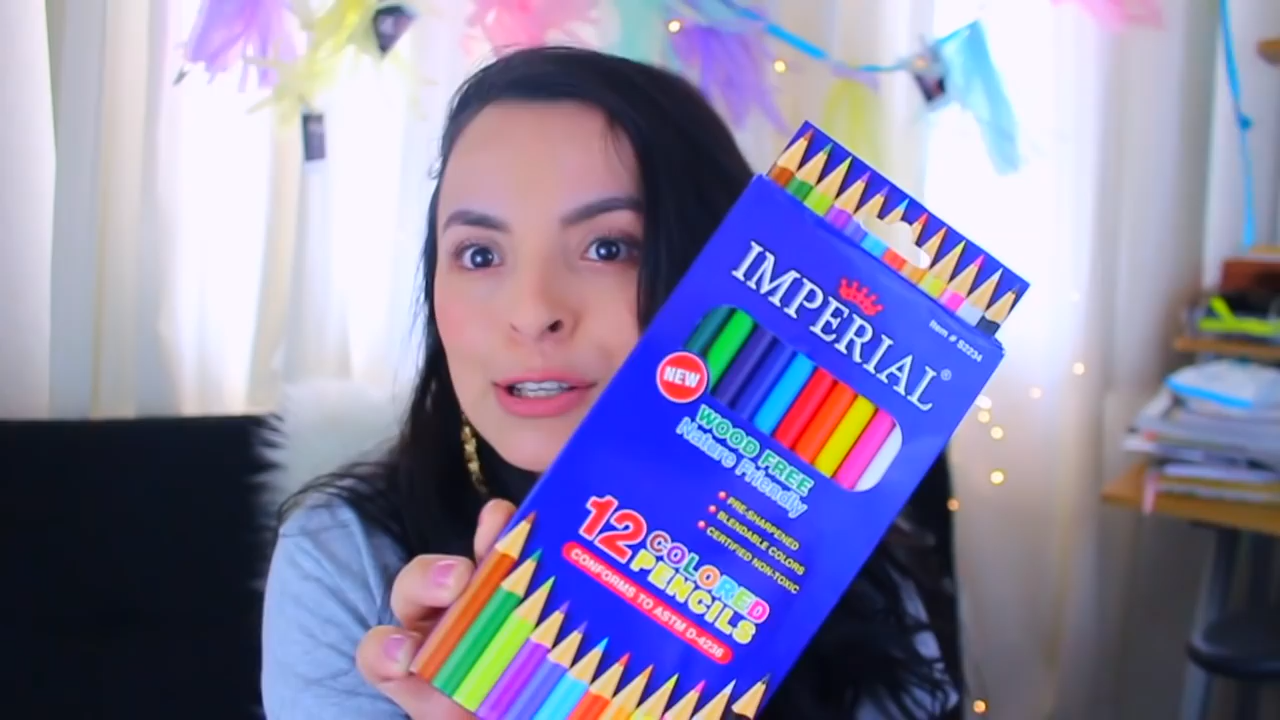 IMPERIAL®
Item # S2234
NEW
WOOD FREE
Nature Friendly
PRE-SHARPENED
BLENDABLE COLORS
CERTIFIED NON-TOXIC
12 COLORED
PENCILS
CONFORMS TO ASTM D-4236